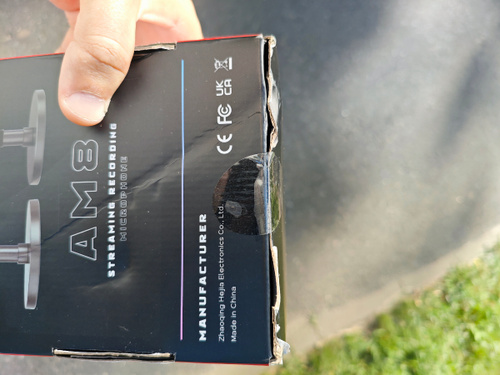 AM8
STREAMING RECORDING
MICROPHONE
MANUFACTURER
Zhaoqing Hejia Electronics Co., Ltd.
Made in China
CE FC UK
CA